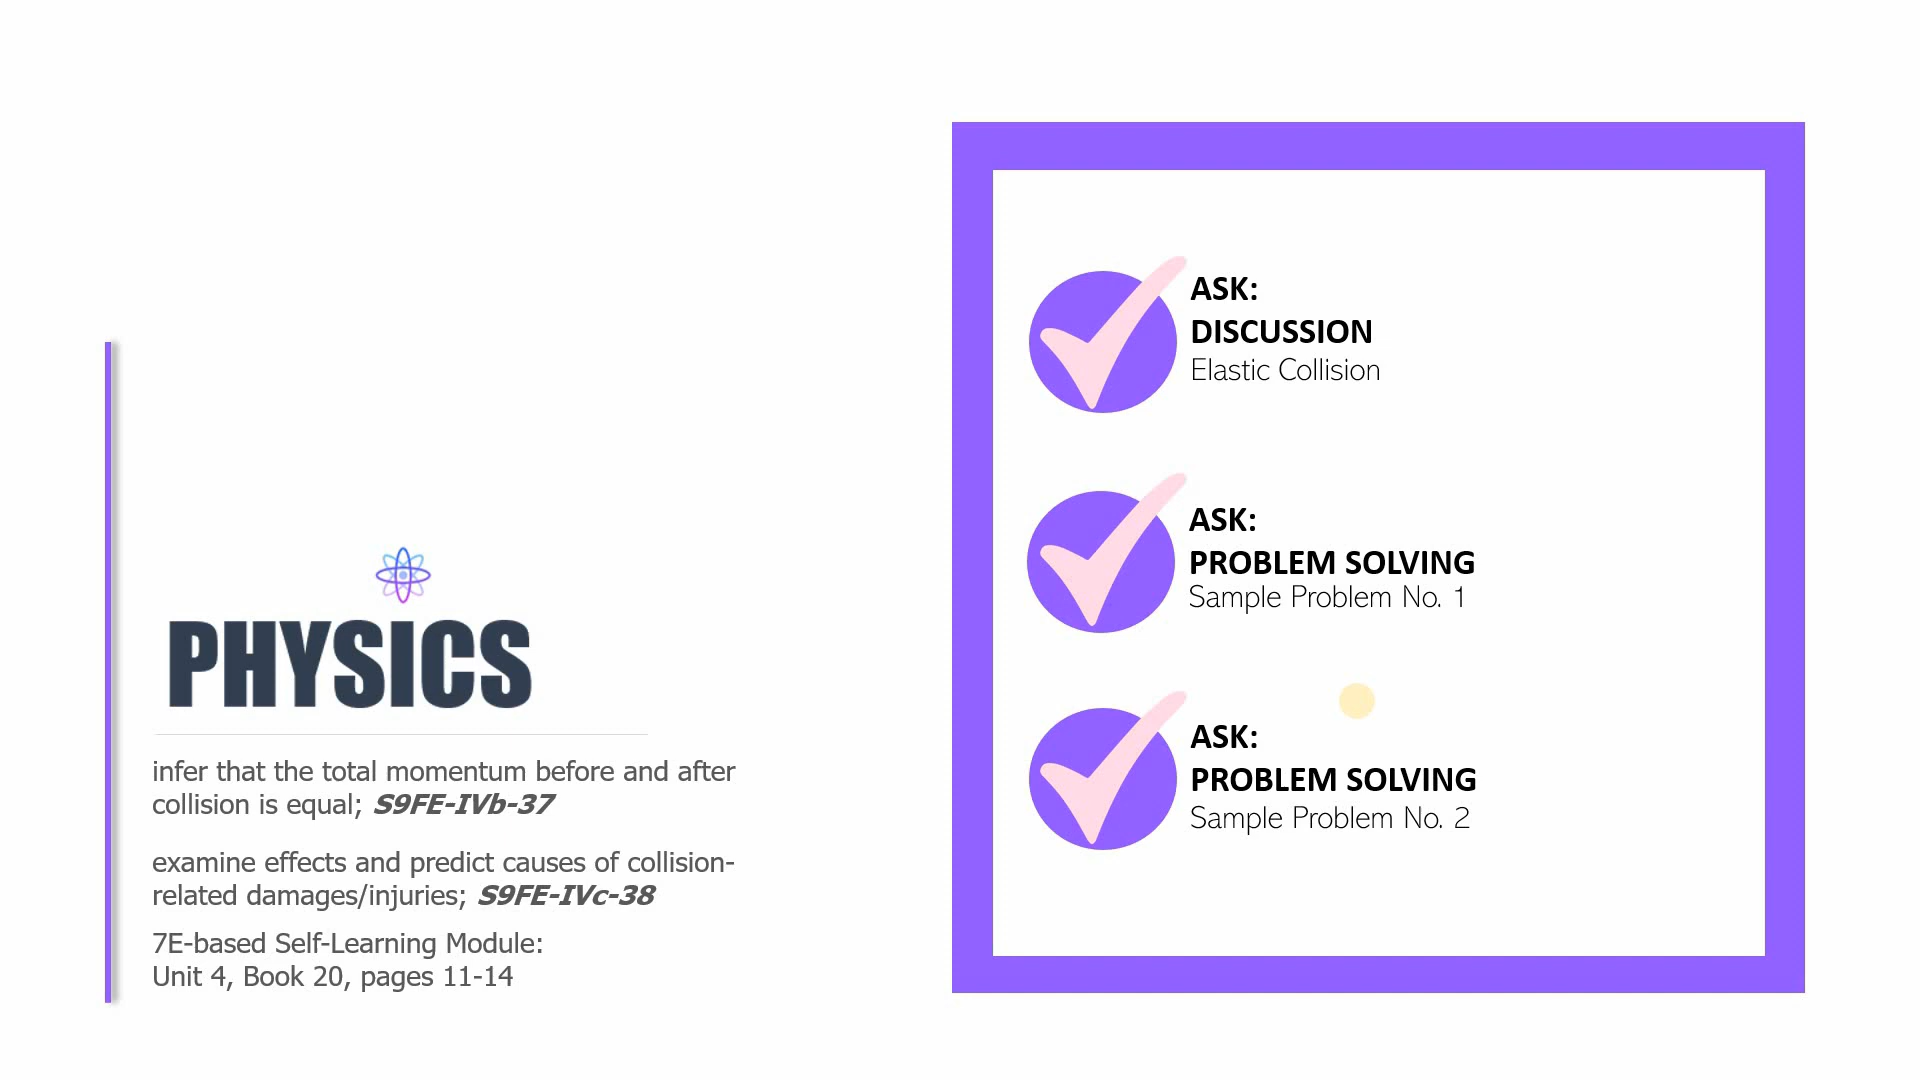 PHYSICS
infer that the total momentum before and after
collision is equal; S9FE-IVb-37
examine effects and predict causes of collision-
related damages/injuries; S9FE-IVc-38
7E-based Self-Learning Module:
Unit 4, Book 20, pages 11-14
ASK:
DISCUSSION
Elastic Collision
ASK:
PROBLEM SOLVING
Sample Problem No. 1
ASK:
PROBLEM SOLVING
Sample Problem No. 2